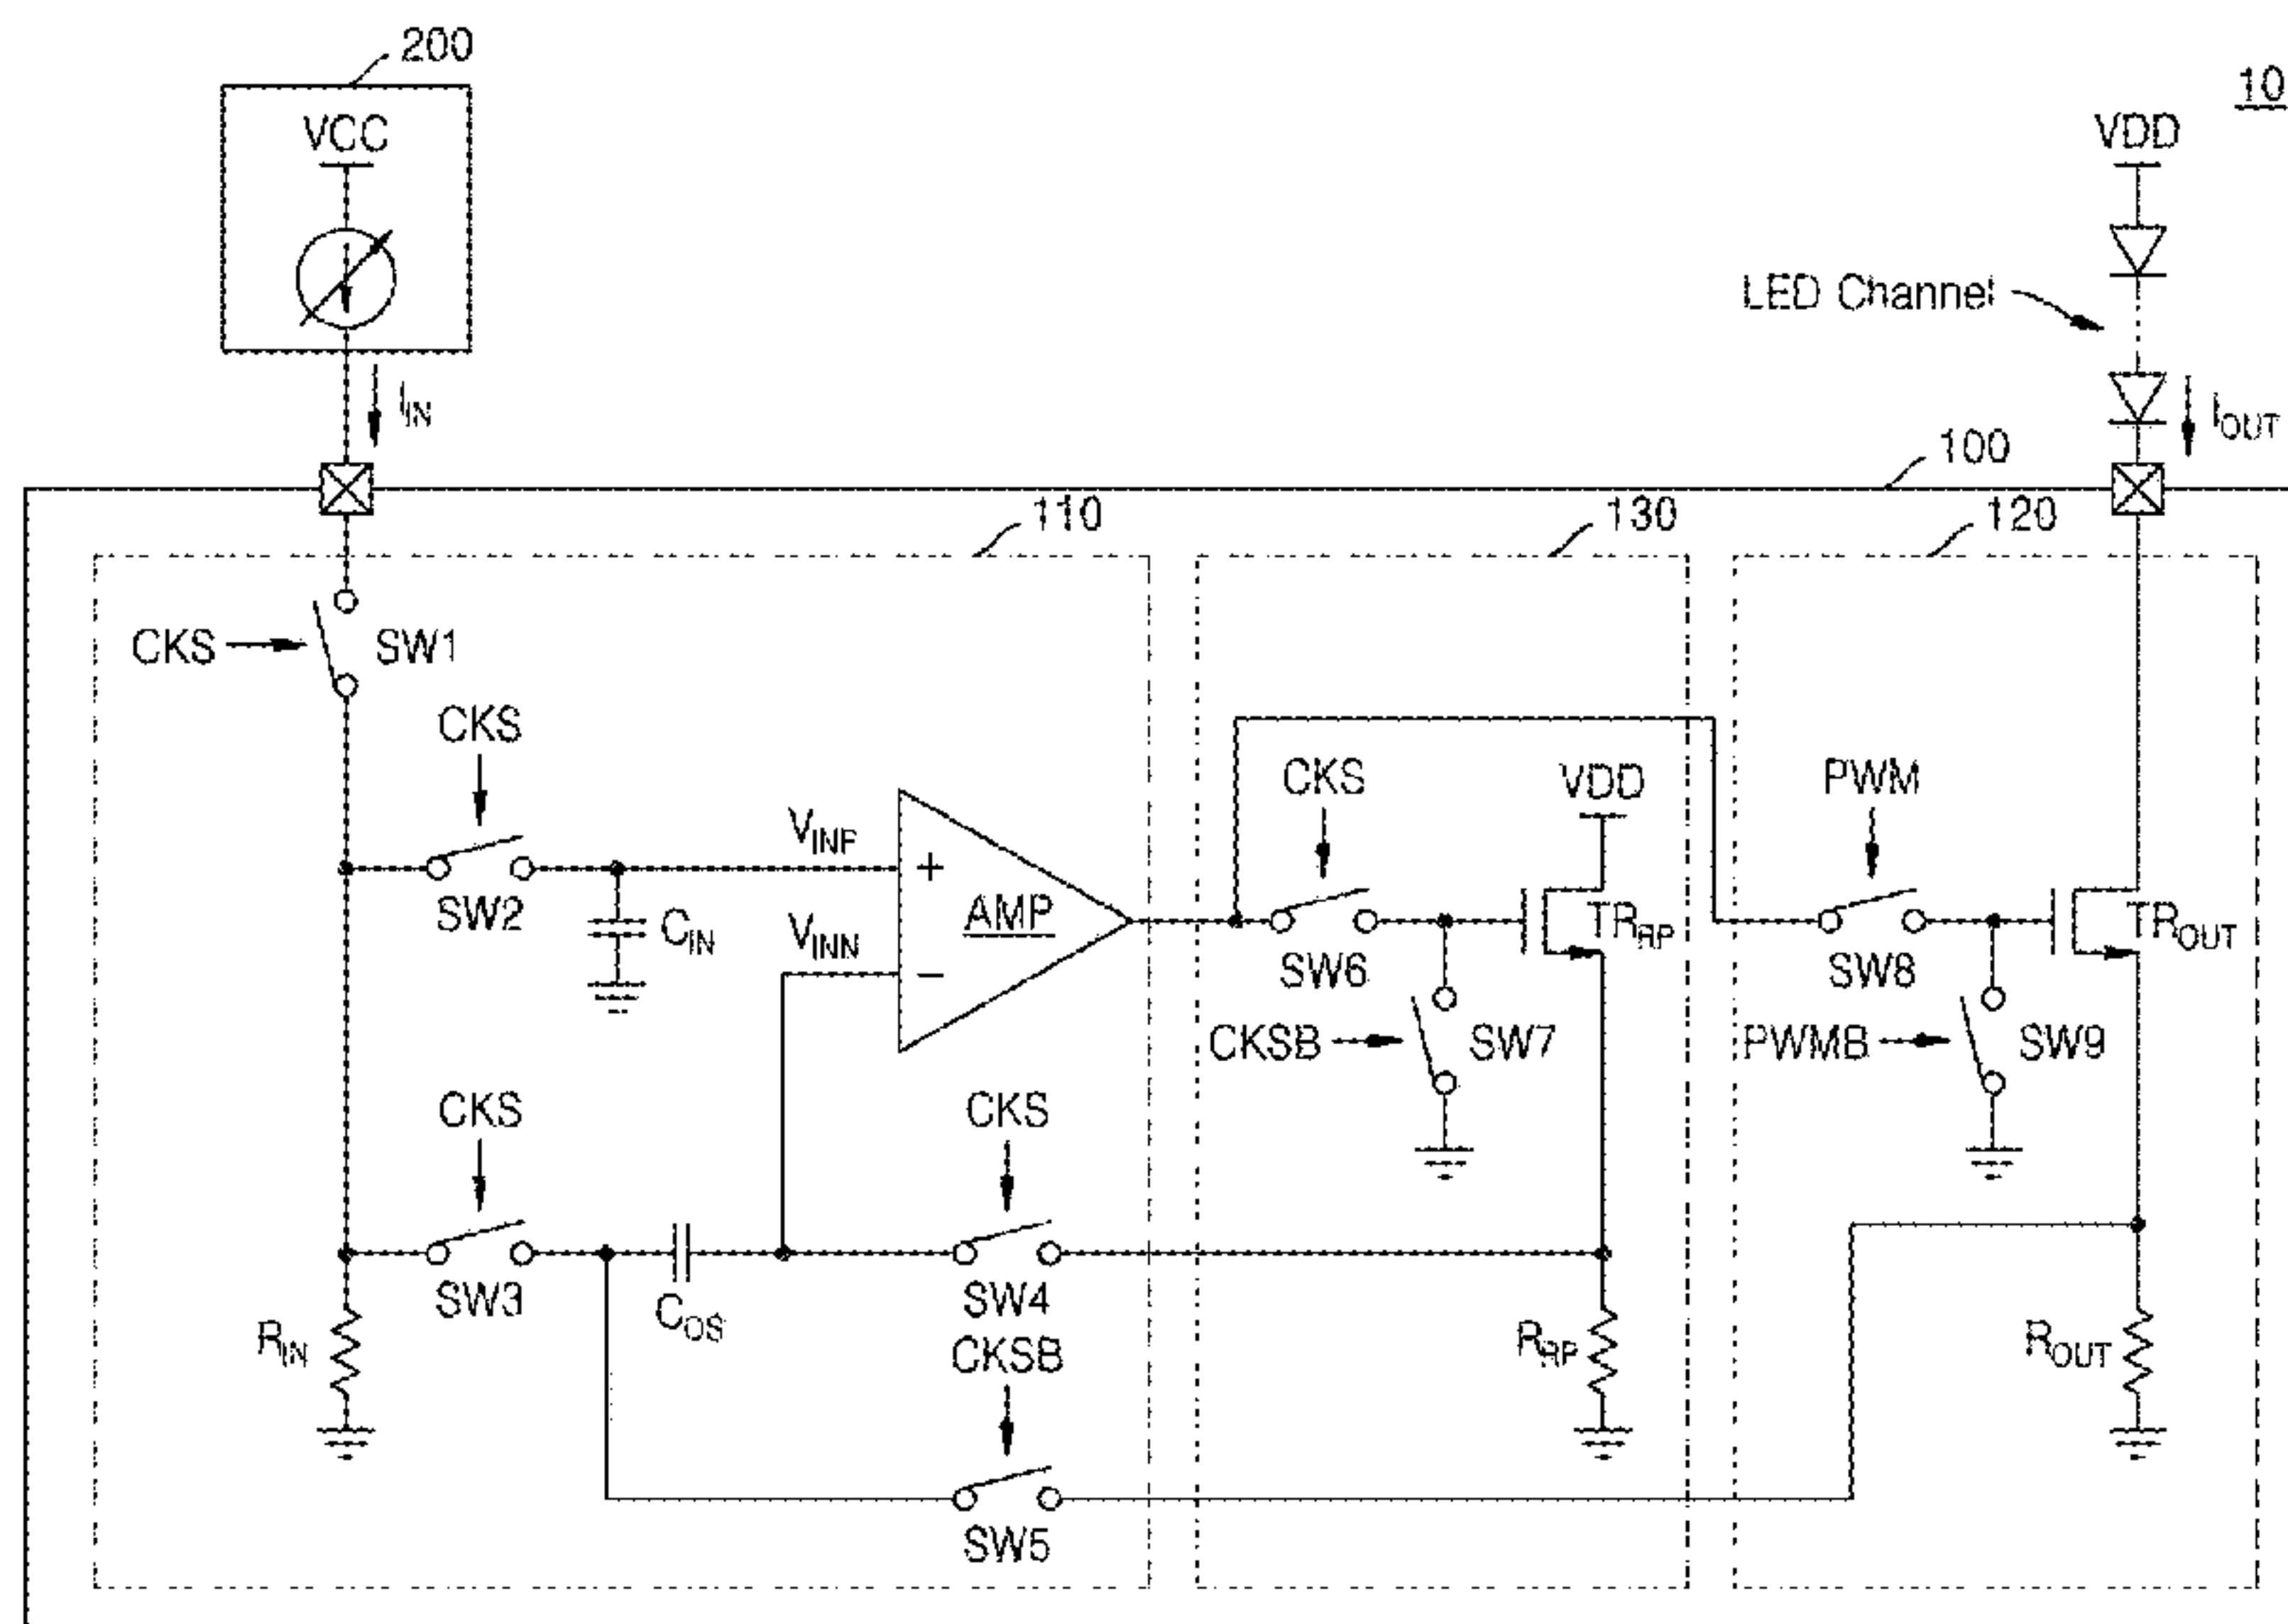 200
10
VCC
VDD
LED Channel
I_IN
I_OUT
100
110
130
120
CKS
SW1
CKS
CKS
VDD
PWM
V_INP
SW2
C_IN
V_INN
+
AMP
−
SW6
TR_RP
SW8
TR_OUT
CKSB
SW7
PWMB
SW9
CKS
CKS
SW3
C_OS
SW4
R_IN
CKSB
R_RP
R_OUT
SW5